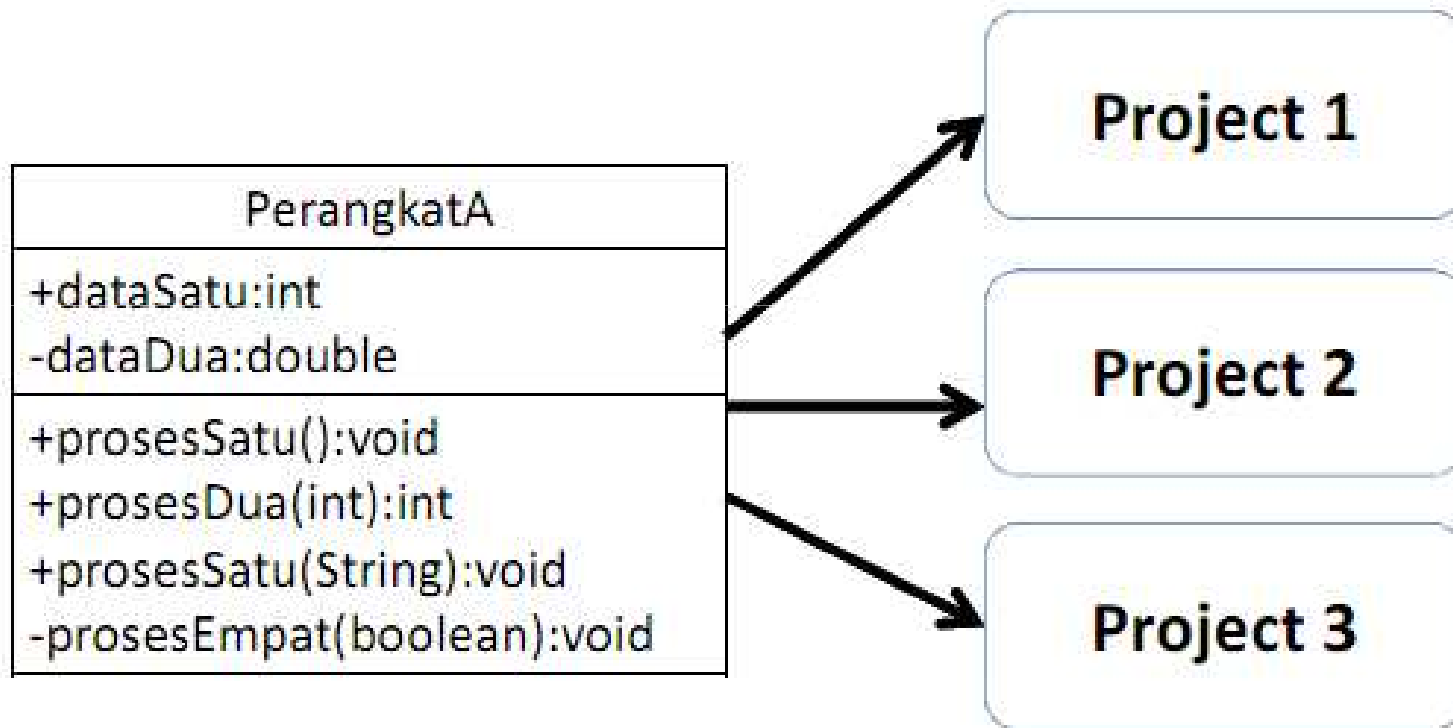 PerangkatA
+dataSatu:int
-dataDua:double
+prosesSatu():void
+prosesDua(int):int
+prosesSatu(String):void
-prosesEmpat(boolean):void
Project 1
Project 2
Project 3